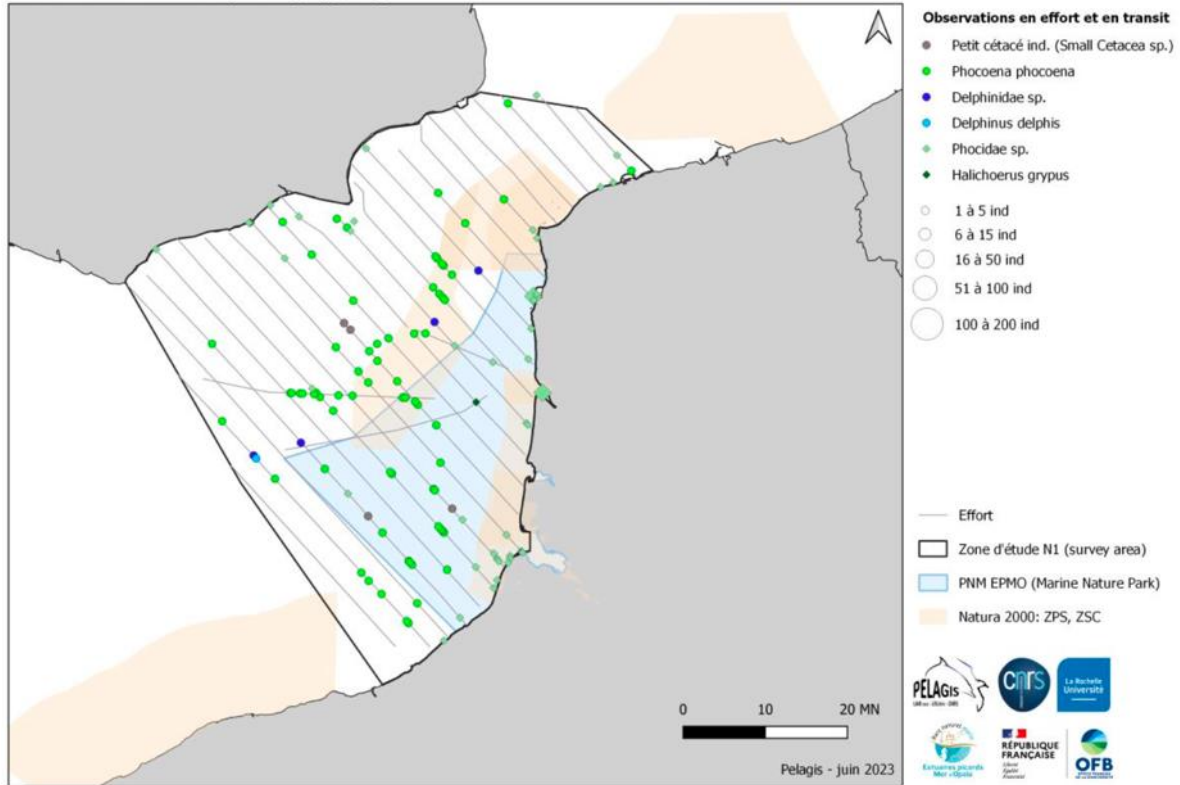 Observations en effort et en transit
Petit cétacé ind. (Small Cetacea sp.)
Phocoena phocoena
Delphinidae sp.
Delphinus delphis
Phocidae sp.
Halichoerus grypus
1 à 5 ind
6 à 15 ind
16 à 50 ind
51 à 100 ind
100 à 200 ind
Effort
Zone d'étude N1 (survey area)
PNM EPMO (Marine Nature Park)
Natura 2000: ZPS, ZSC
0 10 20 MN
Pelagis - juin 2023
PELAGIS
cnrs
La Rochelle
Université
Estuaires picards
Mer d'Opale
RÉPUBLIQUE
FRANÇAISE
Liberté
Égalité
Fraternité
OFB